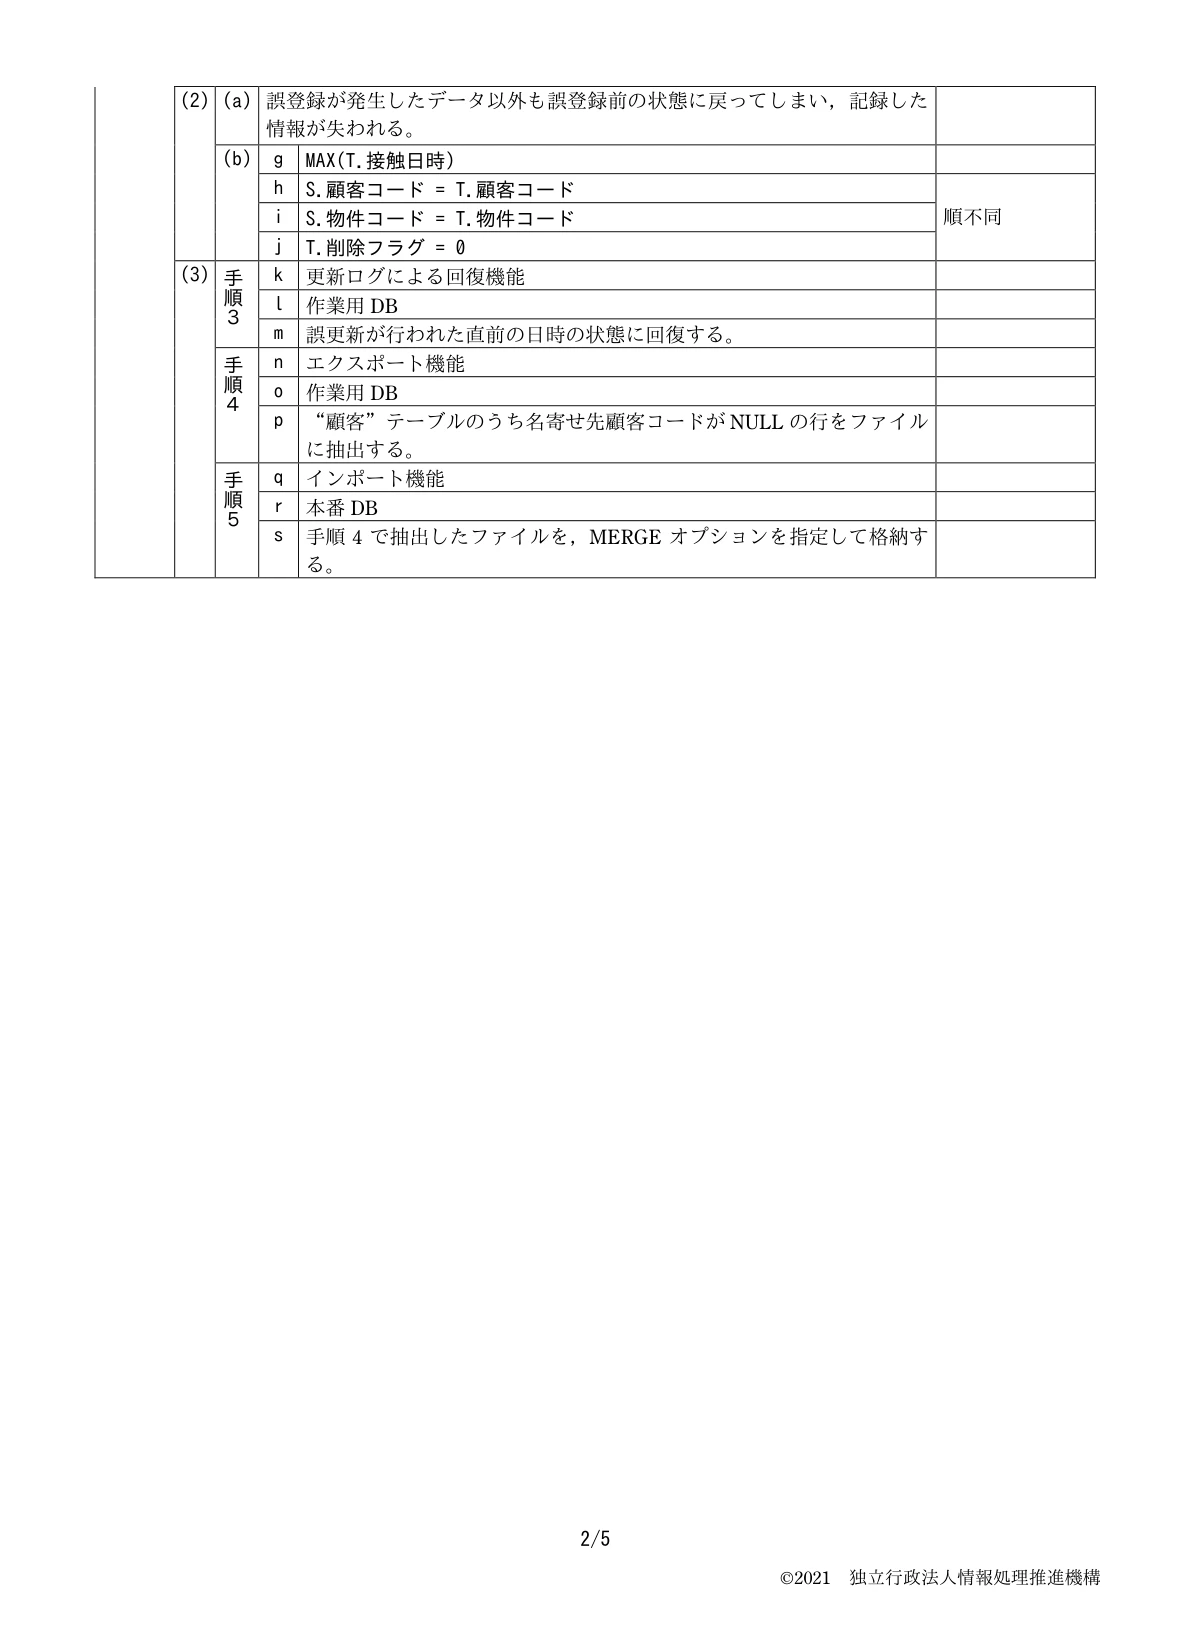 (2) (a) 誤登録が発生したデータ以外も誤登録前の状態に戻ってしまい，記録した
情報が失われる。
(b) g MAX(T.接触日時)
h S.顧客コード = T.顧客コード
i S.物件コード = T.物件コード 順不同
j T.削除フラグ = 0
(3) 手順3 k 更新ログによる回復機能
l 作業用 DB
m 誤更新が行われた直前の日時の状態に回復する。
手順4 n エクスポート機能
o 作業用 DB
p “顧客”テーブルのうち名寄せ先顧客コードが NULL の行をファイル
に抽出する。
手順5 q インポート機能
r 本番 DB
s 手順 4 で抽出したファイルを，MERGE オプションを指定して格納す
る。
2/5
©2021 独立行政法人情報処理推進機構